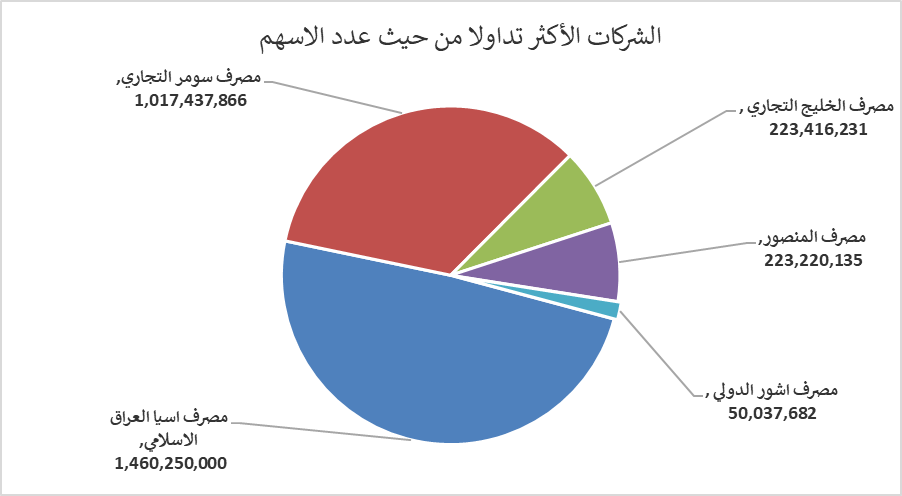 الشركات الأكثر تداولا من حيث عدد الاسهم
مصرف سومر التجاري,
1,017,437,866
مصرف الخليج التجاري ,
223,416,231
مصرف المنصور,
223,220,135
مصرف اشور الدولي ,
50,037,682
مصرف اسيا العراق
الاسلامي,
1,460,250,000